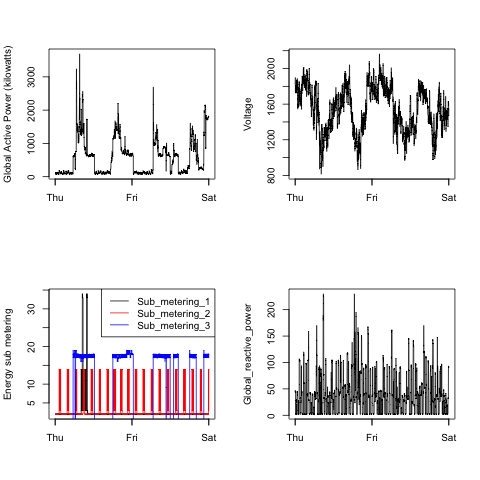 Global Active Power (kilowatts)
0 1000 2000 3000
Thu Fri Sat
Voltage
800 1200 1600 2000
Thu Fri Sat
Energy sub metering
5 10 20 30
Sub_metering_1
Sub_metering_2
Sub_metering_3
Thu Fri Sat
Global_reactive_power
0 50 100 150 200
Thu Fri Sat